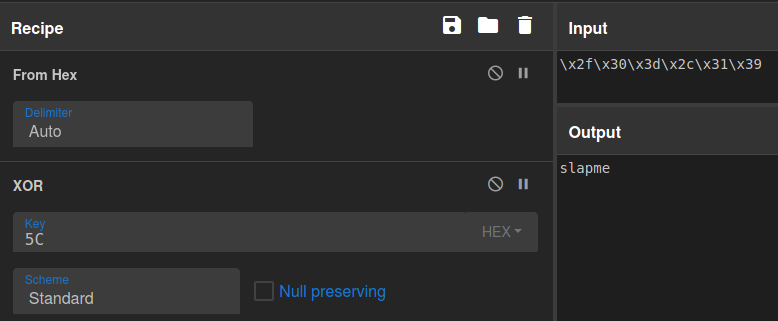 Recipe
From Hex
Delimiter
Auto
XOR
Key
5C
HEX
Scheme
Standard
Null preserving
Input
\x2f\x30\x3d\x2c\x31\x39
Output
slapme